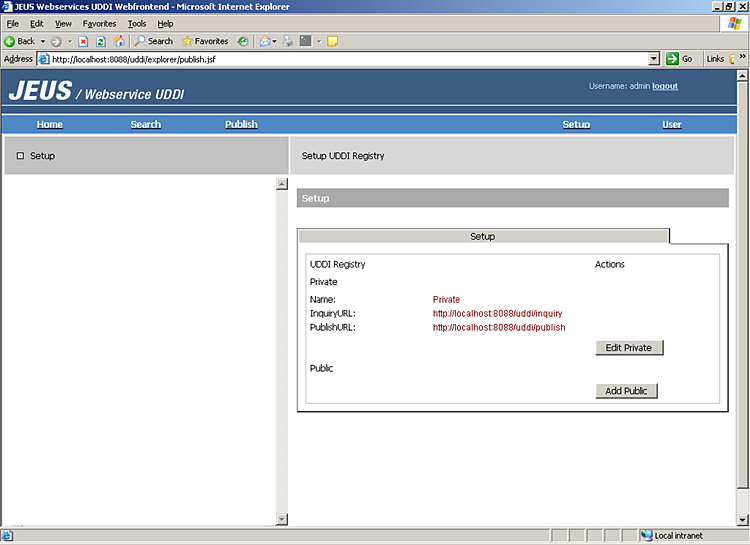 JEUS Webservices UDDI Webfrontend - Microsoft Internet Explorer
File Edit View Favorites Tools Help
Back Search Favorites
Address http://localhost:8088/uddi/explorer/publish.jsf Go Links
JEUS / Webservice UDDI
Username: admin logout
Home Search Publish Setup User
Setup
Setup UDDI Registry
Setup
Setup
UDDI Registry Actions
Private
Name: Private
InquiryURL: http://localhost:8088/uddi/inquiry
PublishURL: http://localhost:8088/uddi/publish
Edit Private
Public
Add Public
Local intranet